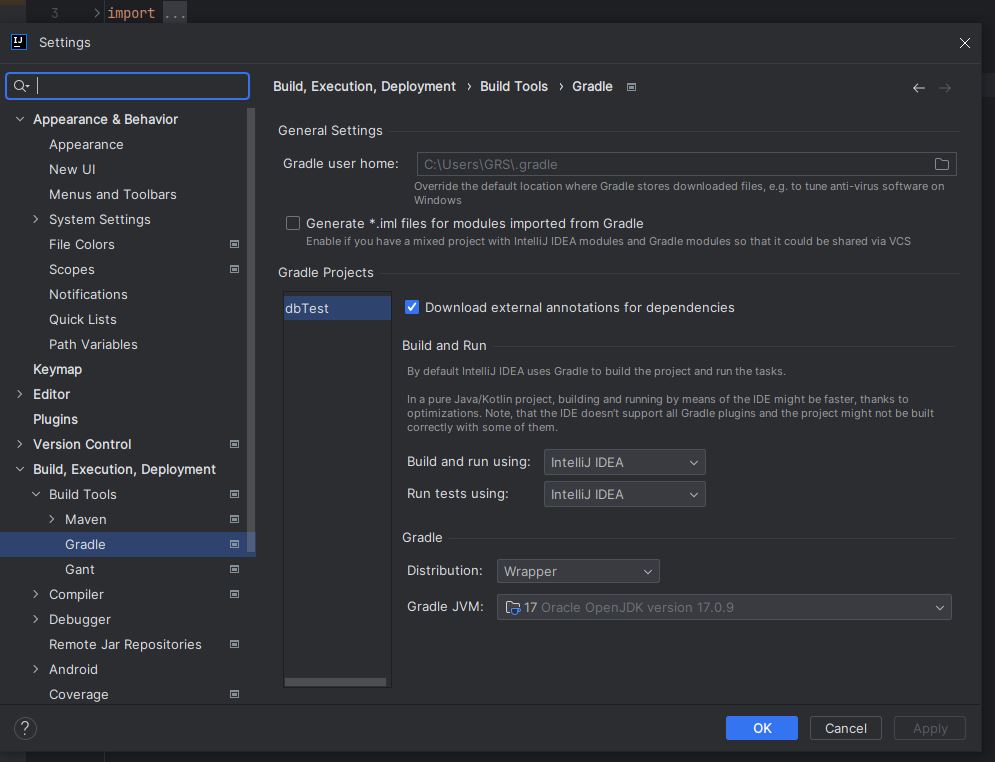 3 import ...
Settings
Appearance & Behavior
Appearance
New UI
Menus and Toolbars
System Settings
File Colors
Scopes
Notifications
Quick Lists
Path Variables
Keymap
Editor
Plugins
Version Control
Build, Execution, Deployment
Build Tools
Maven
Gradle
Gant
Compiler
Debugger
Remote Jar Repositories
Android
Coverage
Build, Execution, Deployment › Build Tools › Gradle
General Settings
Gradle user home: C:\Users\GRS\.gradle
Override the default location where Gradle stores downloaded files, e.g. to tune anti-virus software on
Windows
Generate *.iml files for modules imported from Gradle
Enable if you have a mixed project with IntelliJ IDEA modules and Gradle modules so that it could be shared via VCS
Gradle Projects
dbTest
Download external annotations for dependencies
Build and Run
By default IntelliJ IDEA uses Gradle to build the project and run the tasks.
In a pure Java/Kotlin project, building and running by means of the IDE might be faster, thanks to
optimizations. Note, that the IDE doesn't support all Gradle plugins and the project might not be built
correctly with some of them.
Build and run using: IntelliJ IDEA
Run tests using: IntelliJ IDEA
Gradle
Distribution: Wrapper
Gradle JVM: 17 Oracle OpenJDK version 17.0.9
? OK Cancel Apply